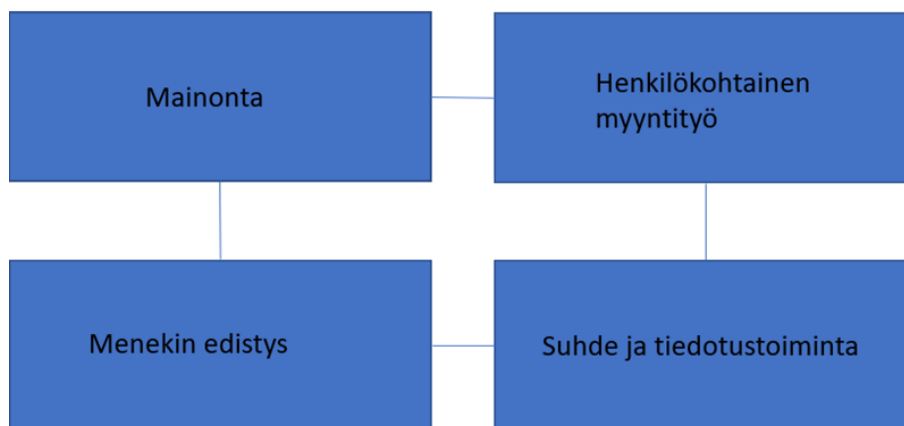 Mainonta
Henkilökohtainen
myyntityö
Menekin edistys
Suhde ja tiedotustoiminta